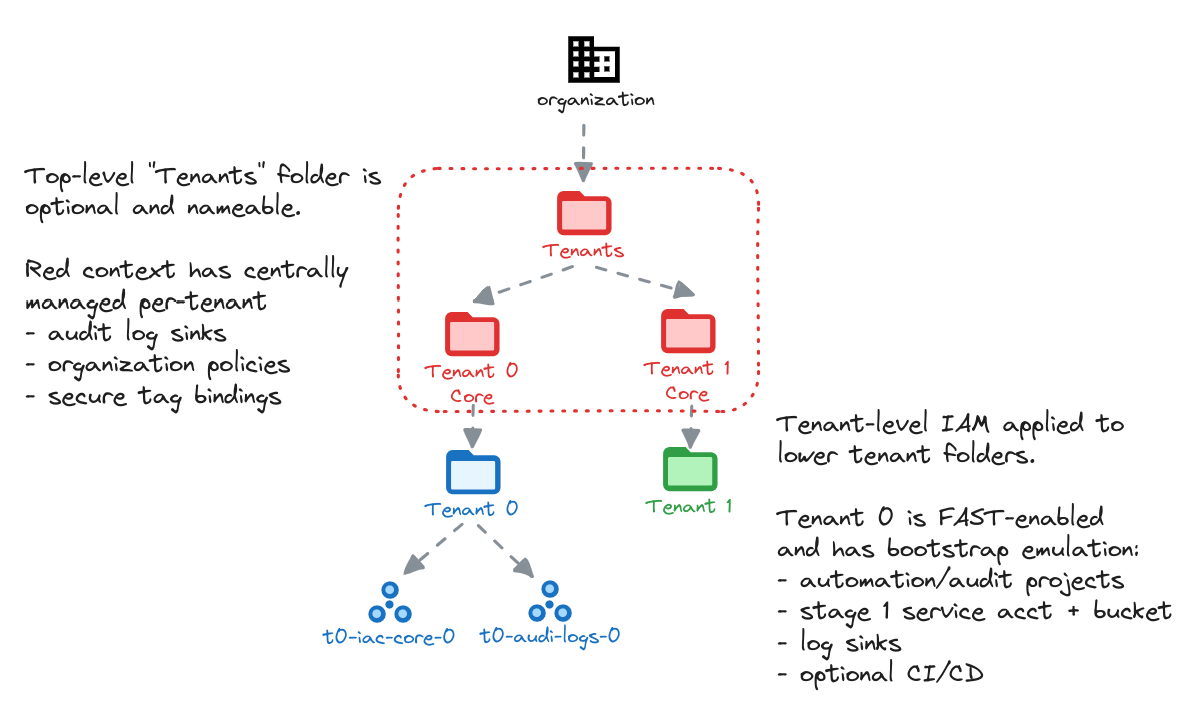 organization
Top-level "Tenants" folder is
optional and nameable.
Red context has centrally
managed per-tenant
- audit log sinks
- organization policies
- secure tag bindings
Tenants
Tenant 0
Core
Tenant 1
Core
Tenant 0
Tenant 1
t0-iac-core-0
t0-audi-logs-0
Tenant-level IAM applied to
lower tenant folders.
Tenant 0 is FAST-enabled
and has bootstrap emulation:
- automation/audit projects
- stage 1 service acct + bucket
- log sinks
- optional CI/CD